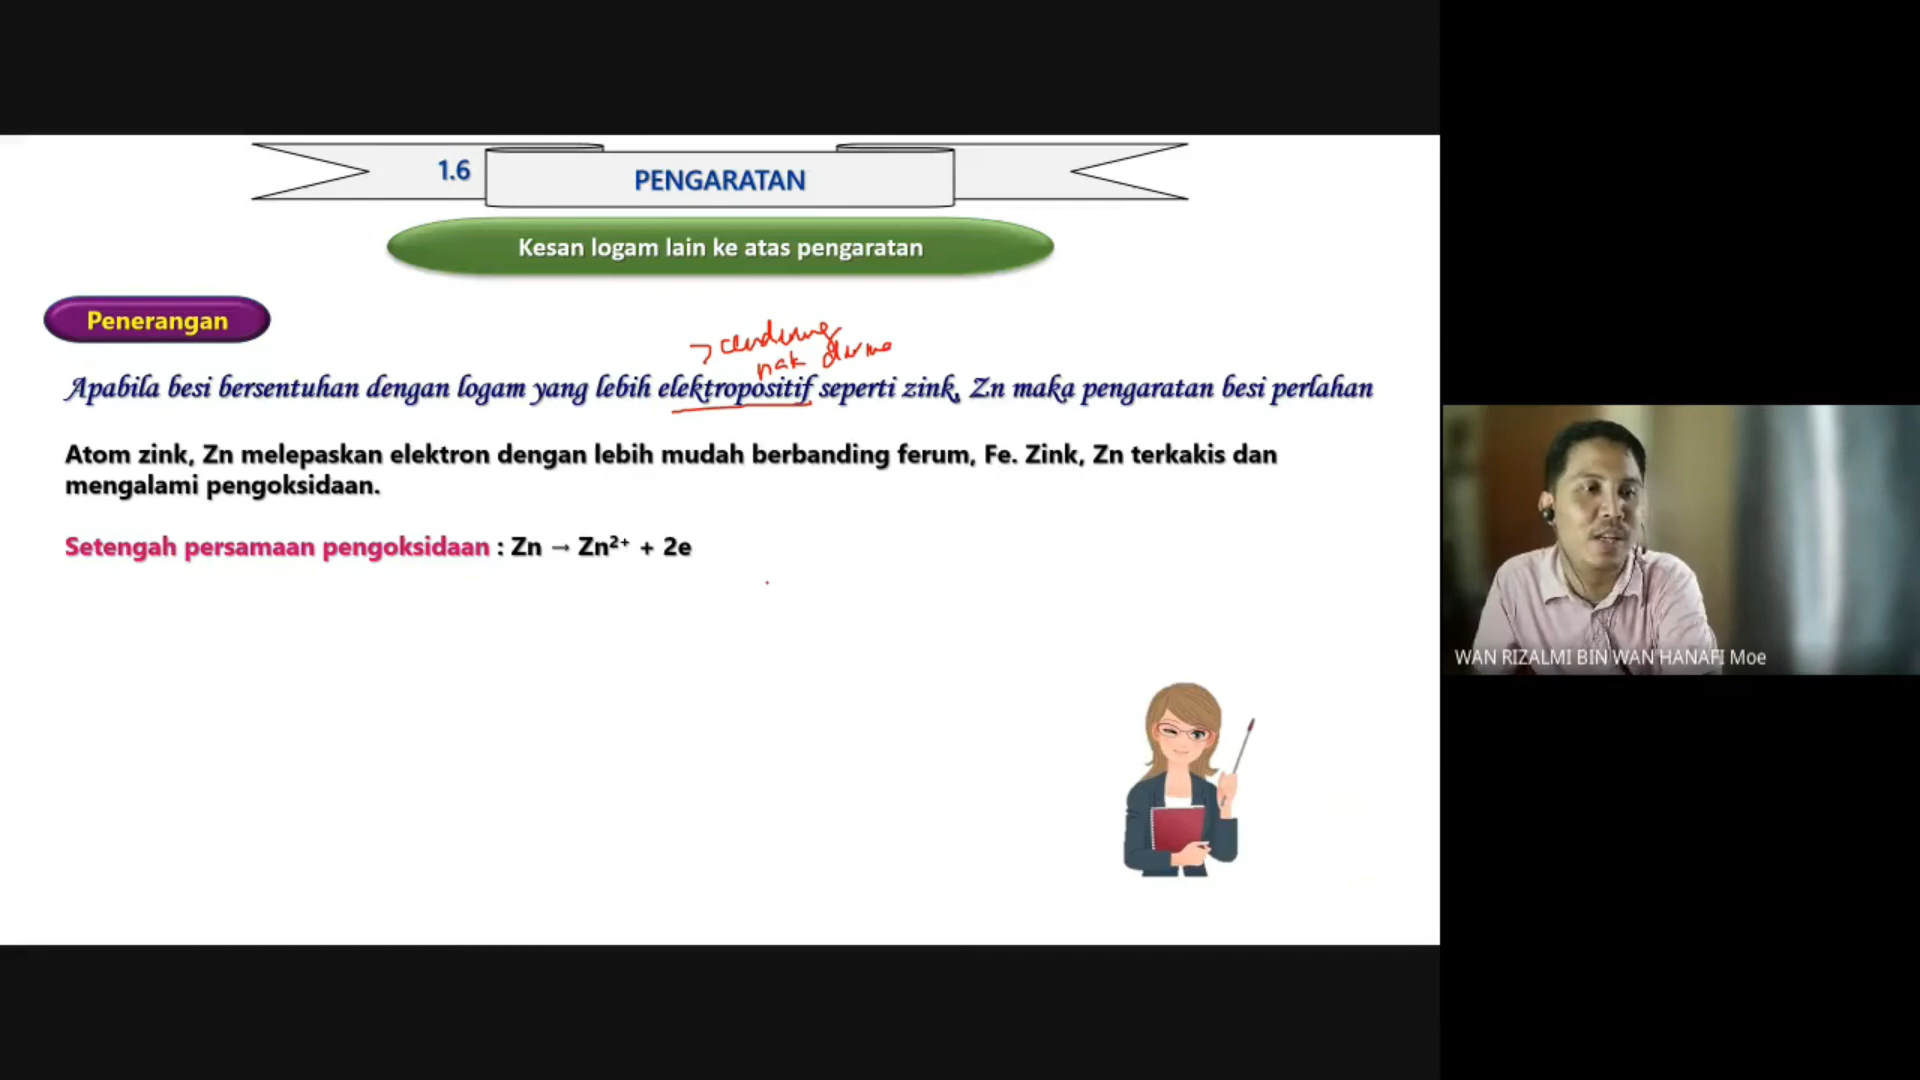 1.6
PENGARATAN
Kesan logam lain ke atas pengaratan
Penerangan
cendrung
nak derma
Apabila besi bersentuhan dengan logam yang lebih elektropositif seperti zink, Zn maka pengaratan besi perlahan
Atom zink, Zn melepaskan elektron dengan lebih mudah berbanding ferum, Fe. Zink, Zn terkakis dan
mengalami pengoksidaan.
Setengah persamaan pengoksidaan : Zn → Zn²⁺ + 2e
WAN RIZALMI BIN WAN HANAFI Moe